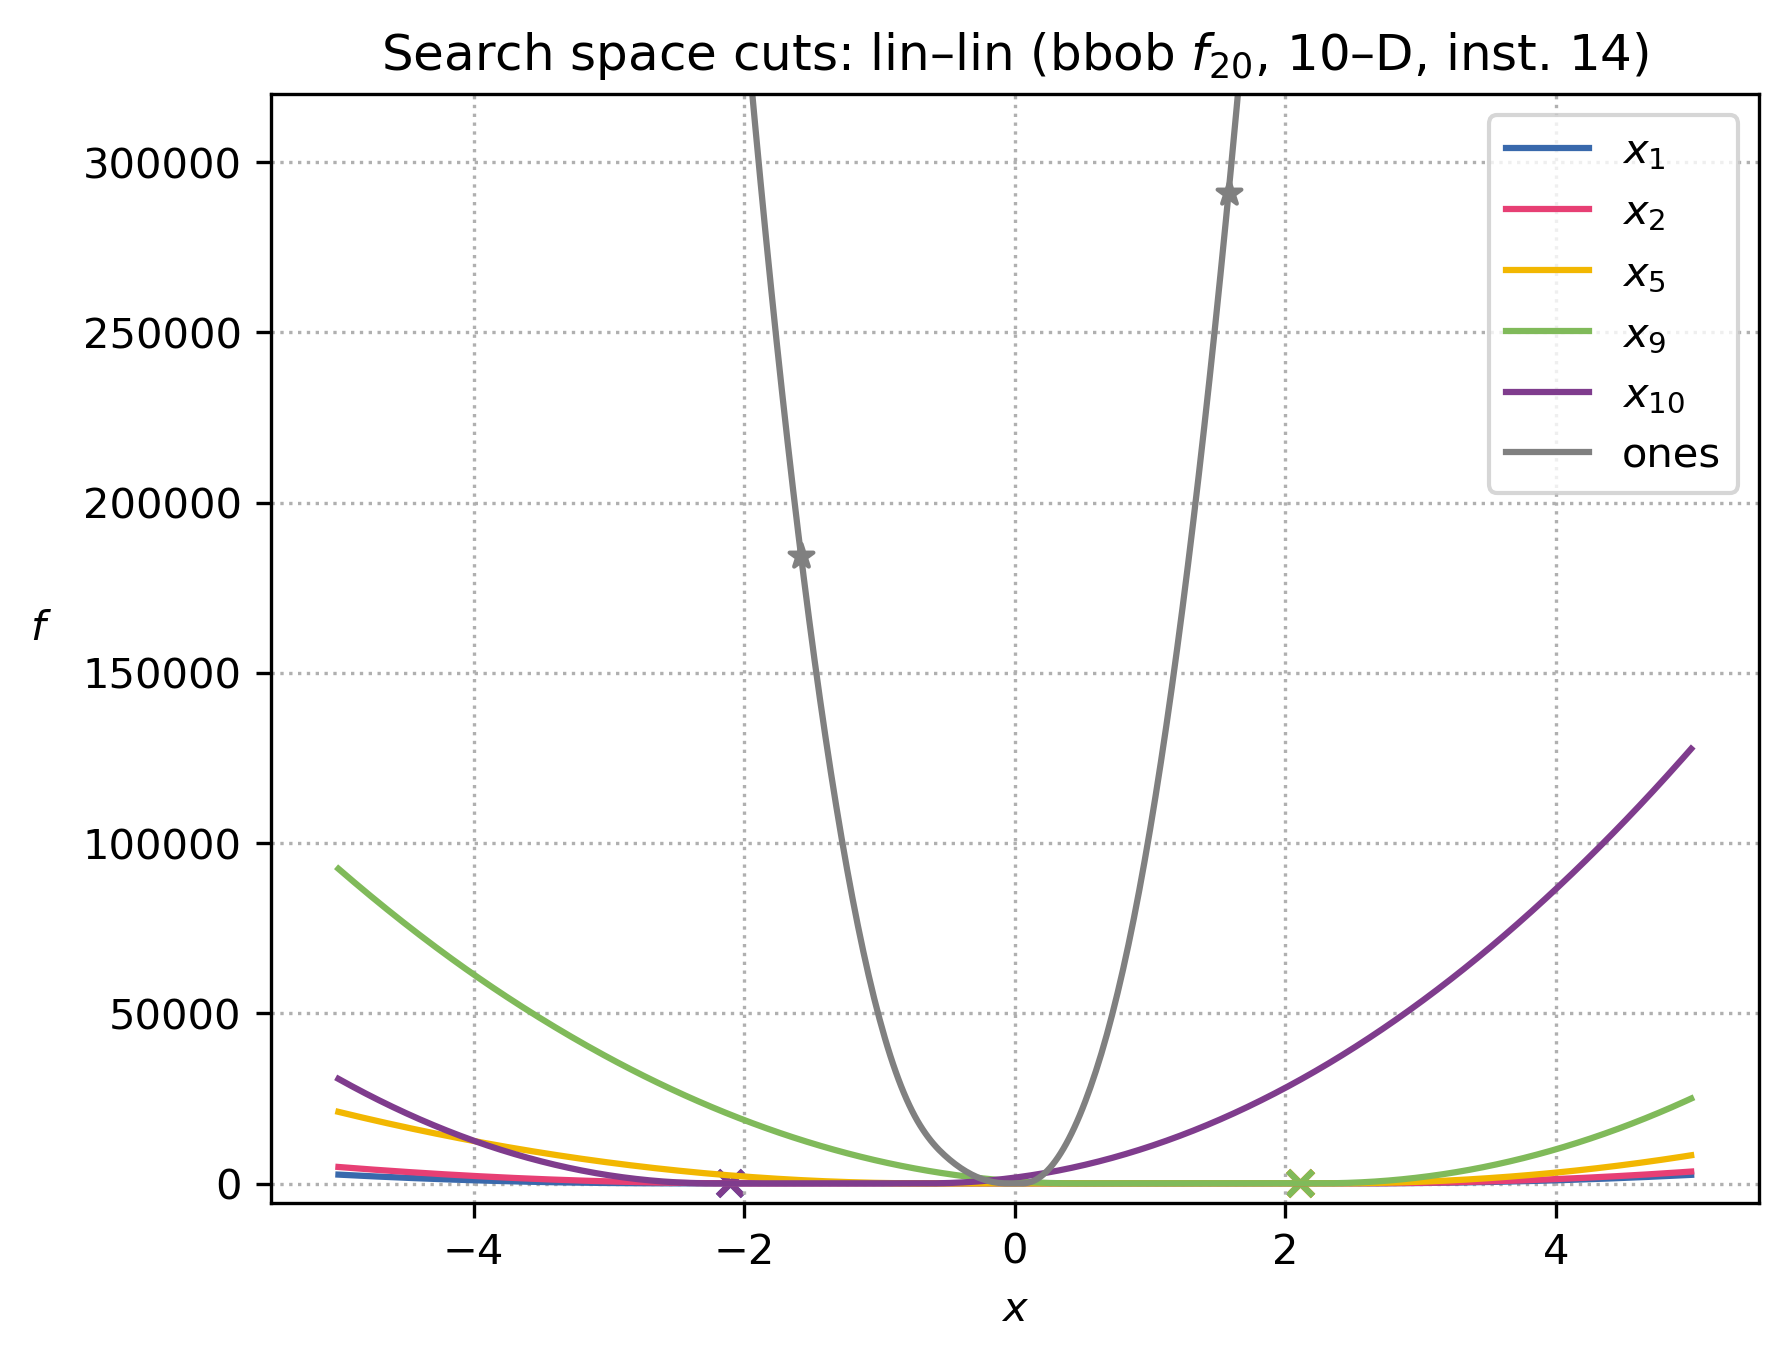 Search space cuts: lin–lin (bbob f20, 10–D, inst. 14)
300000
250000
200000
150000
100000
50000
0
f
−4
−2
0
2
4
x
x1
x2
x5
x9
x10
ones